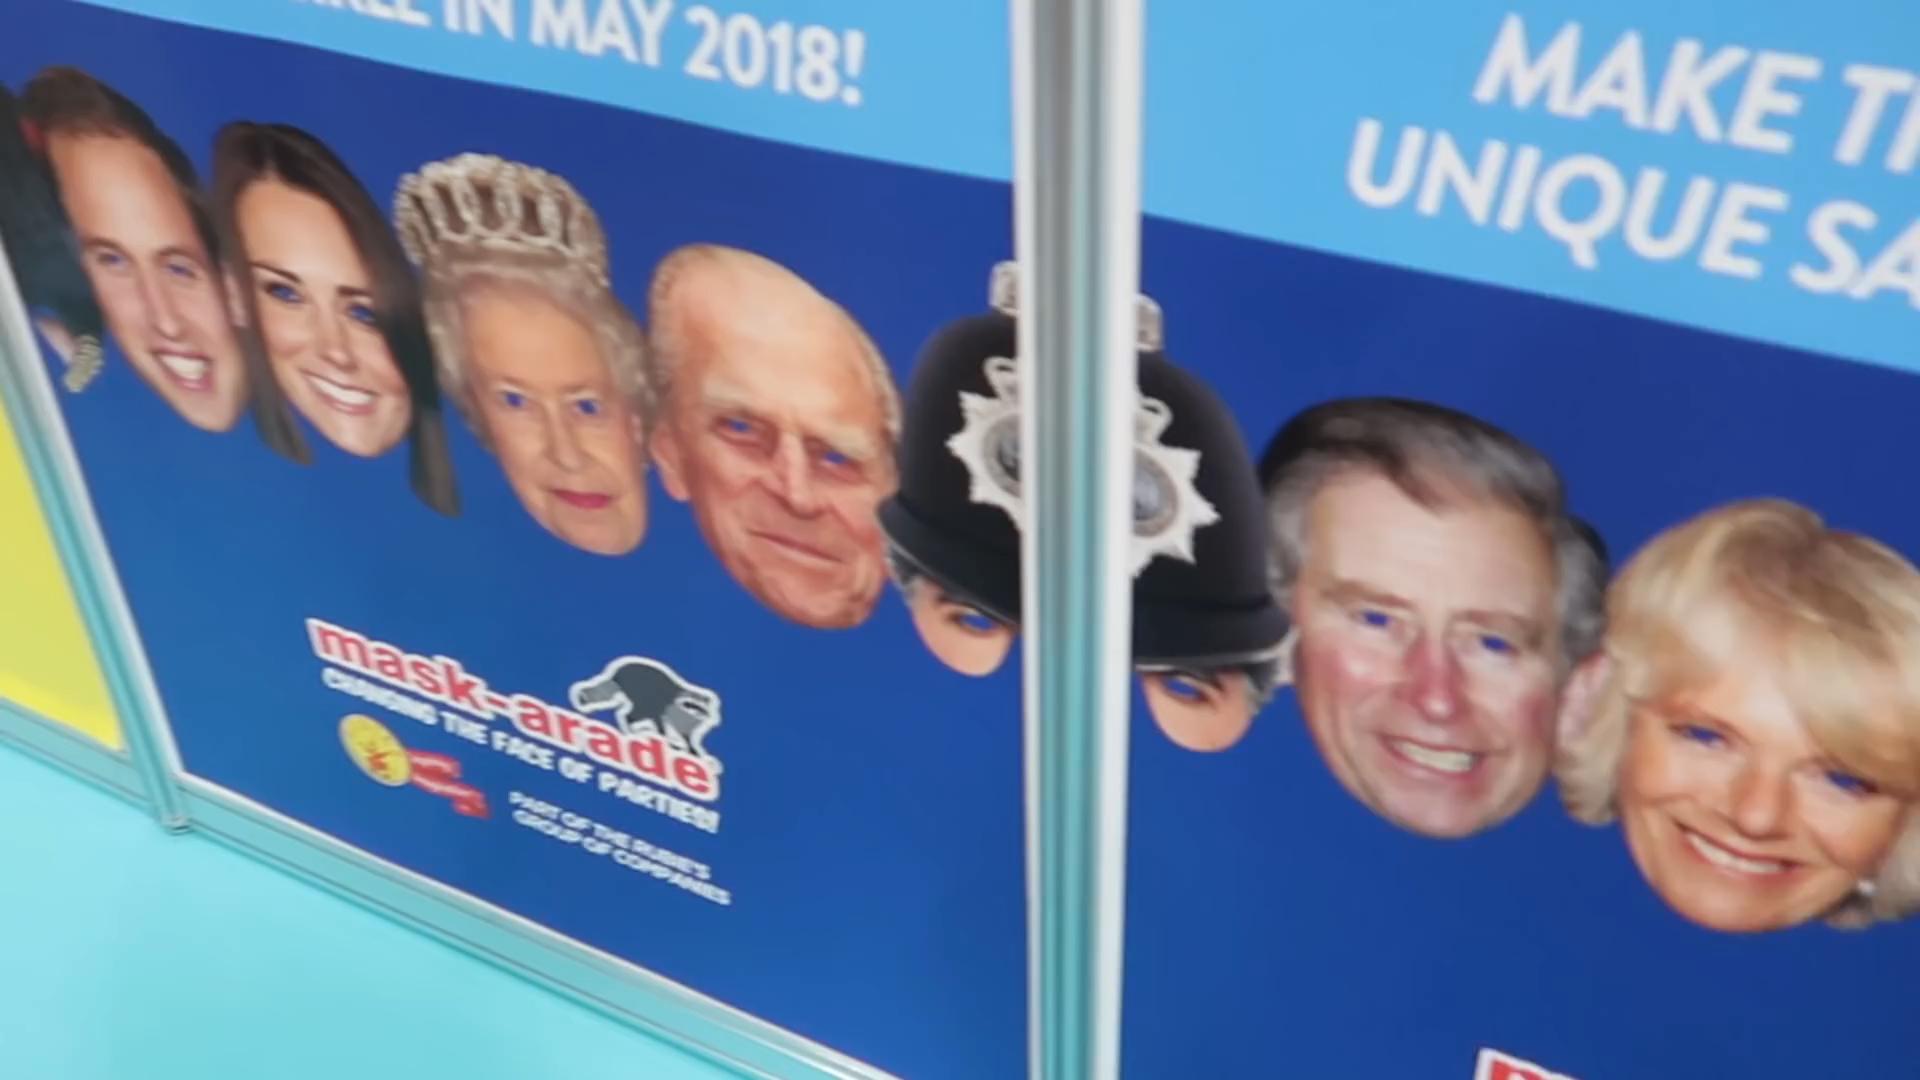 IN MAY 2018!
mask-arade
CHANGING THE FACE OF PARTIES!
PART OF THE RUBIE'S
GROUP OF COMPANIES
MAKE
UNIQUE